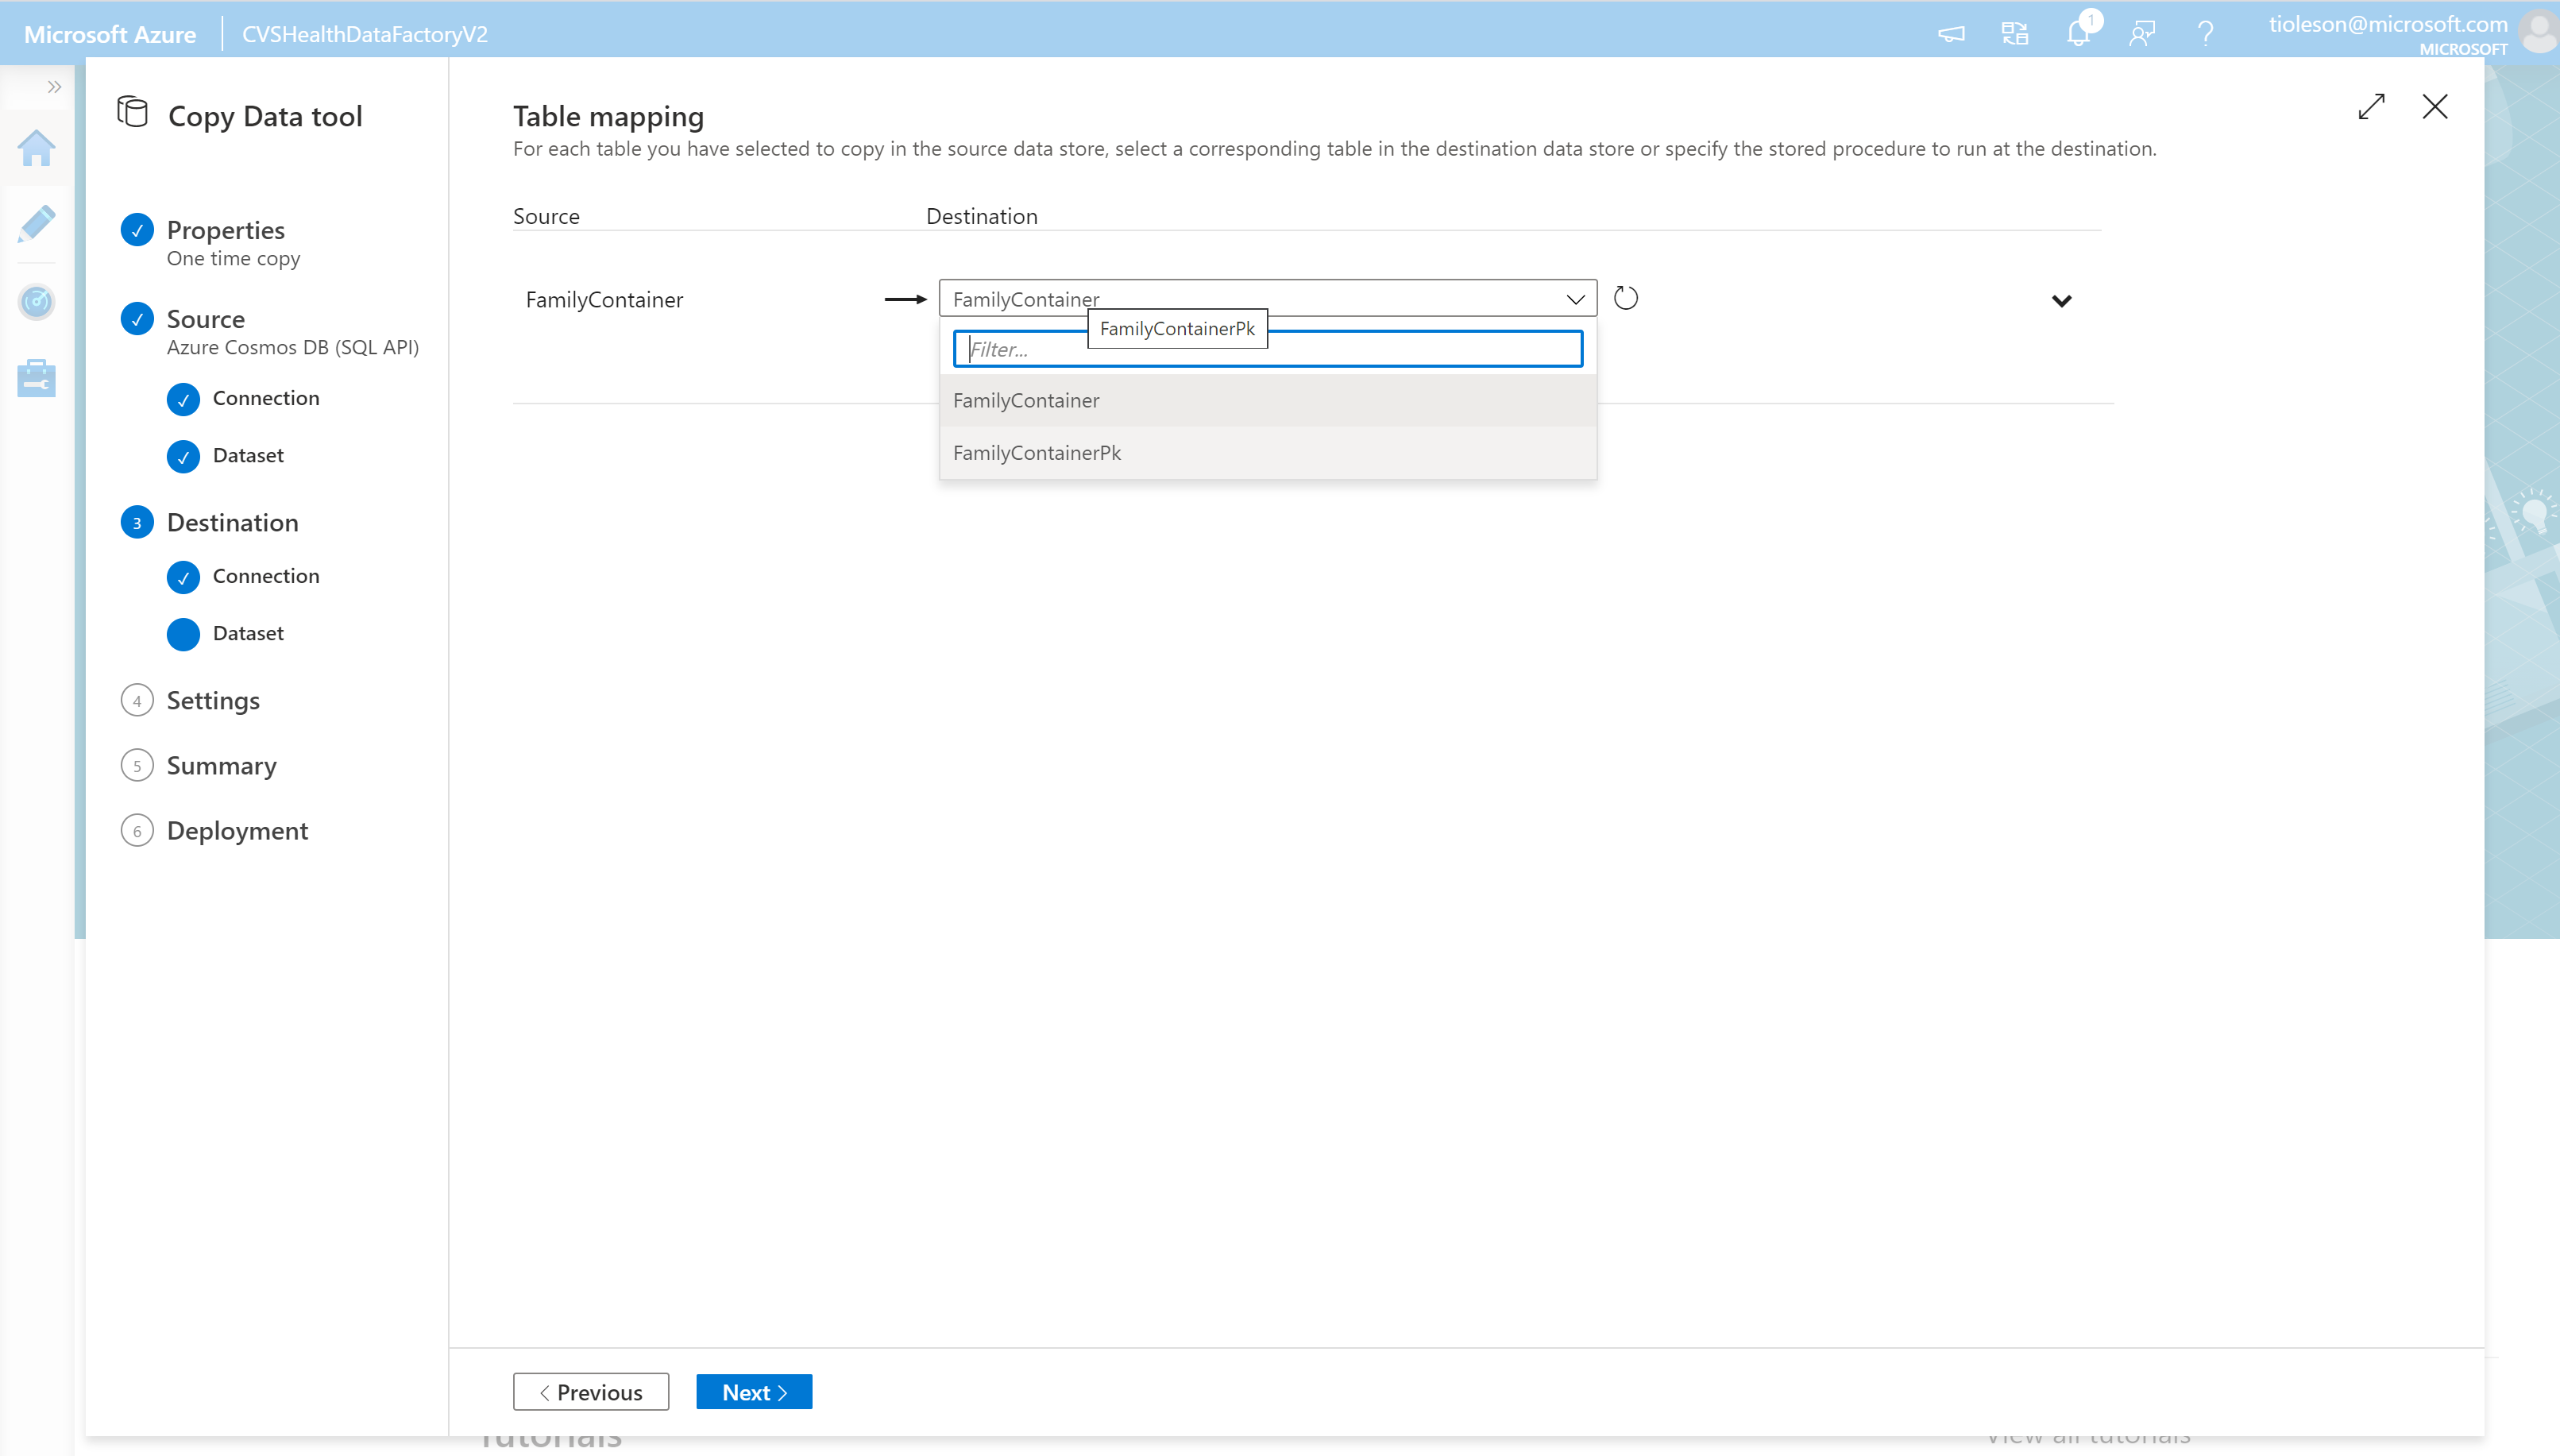 Microsoft Azure
CVSHealthDataFactoryV2
1
tioleson@microsoft.com
MICROSOFT
Copy Data tool
Properties
One time copy
Source
Azure Cosmos DB (SQL API)
Connection
Dataset
3 Destination
Connection
Dataset
4 Settings
5 Summary
6 Deployment
Table mapping
For each table you have selected to copy in the source data store, select a corresponding table in the destination data store or specify the stored procedure to run at the destination.
Source Destination
FamilyContainer FamilyContainer
FamilyContainerPk
Filter...
FamilyContainer
FamilyContainerPk
Previous Next
Tutorials View all tutorials